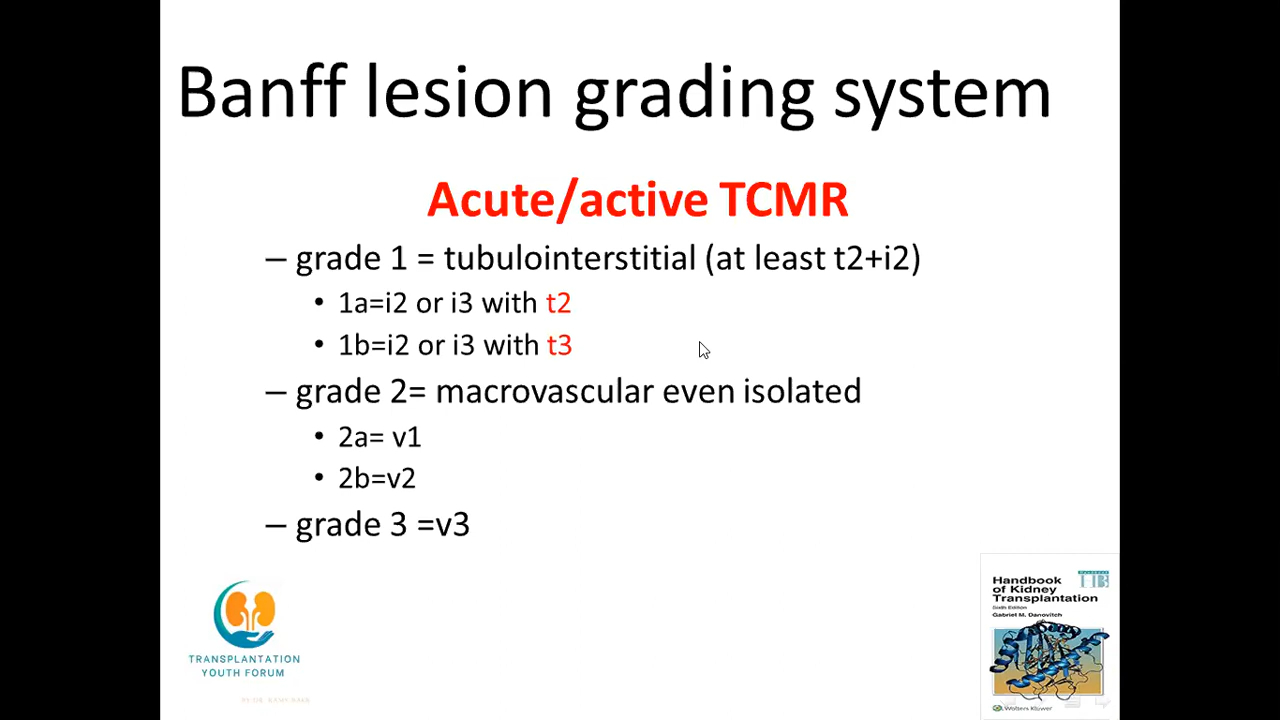 Banff lesion grading system
Acute/active TCMR
– grade 1 = tubulointerstitial (at least t2+i2)
• 1a=i2 or i3 with t2
• 1b=i2 or i3 with t3
– grade 2= macrovascular even isolated
• 2a= v1
• 2b=v2
– grade 3 =v3
TRANSPLANTATION
YOUTH FORUM
Handbook
of Kidney
Transplantation
Sixth Edition
Gabriel M. Danovitch
Wolters Kluwer